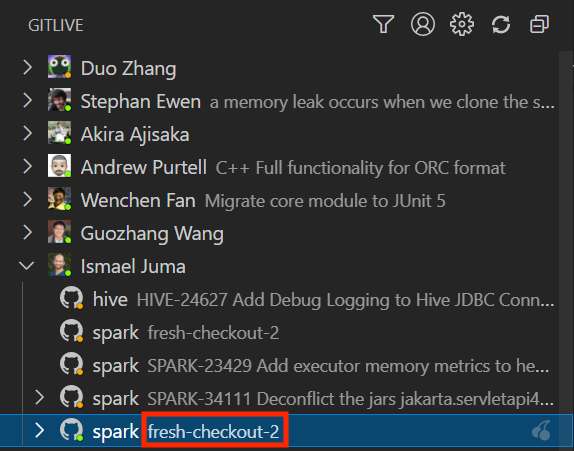 GITLIVE
Duo Zhang
Stephan Ewen a memory leak occurs when we clone the s...
Akira Ajisaka
Andrew Purtell C++ Full functionality for ORC format
Wenchen Fan Migrate core module to JUnit 5
Guozhang Wang
Ismael Juma
hive HIVE-24627 Add Debug Logging to Hive JDBC Conn...
spark fresh-checkout-2
spark SPARK-23429 Add executor memory metrics to he...
spark SPARK-34111 Deconflict the jars jakarta.servletapi4...
spark fresh-checkout-2